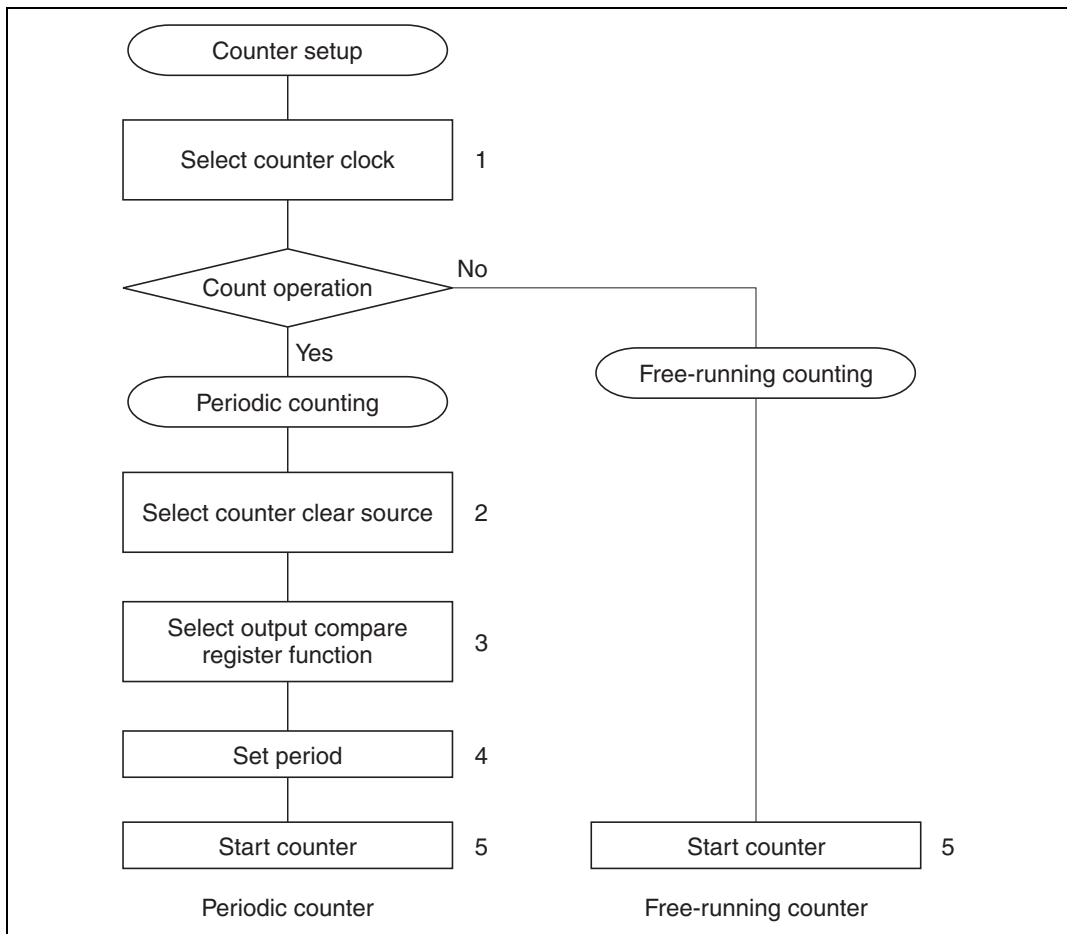 Counter setup
Select counter clock
1
Count operation
No
Yes
Periodic counting
Free-running counting
Select counter clear source
2
Select output compare
register function
3
Set period
4
Start counter
5
Start counter
5
Periodic counter
Free-running counter